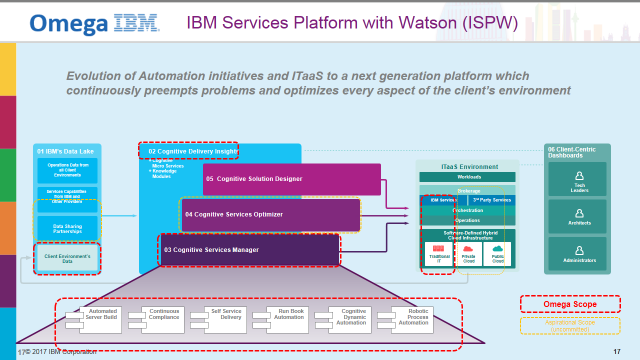 Omega IBM
IBM Services Platform with Watson (ISPW)
Evolution of Automation initiatives and ITaaS to a next generation platform which
continuously preempts problems and optimizes every aspect of the client's environment
01 IBM's Data Lake
Operations Data from
all Client
Environments
Services Capabilities
from IBM and
Other Providers
Data Sharing
Partnerships
Client Environment's
Data
02 Cognitive Delivery Insights
Micro Services
+ Knowledge
Modules
05 Cognitive Solution Designer
04 Cognitive Services Optimizer
03 Cognitive Services Manager
ITaaS Environment
Workloads
Brokerage
IBM Services
3rd Party Services
Orchestration
Operations
Software-Defined Hybrid
Cloud Infrastructure
Traditional
IT
Private
Cloud
Public
Cloud
06 Client-Centric
Dashboards
Tech
Leaders
Architects
Administrators
Automated
Server Build
Continuous
Compliance
Self Service
Delivery
Run Book
Automation
Cognitive
Dynamic
Automation
Robotic
Process
Automation
Omega Scope
Aspirational Scope
(uncommitted)
17 © 2017 IBM Corporation
17